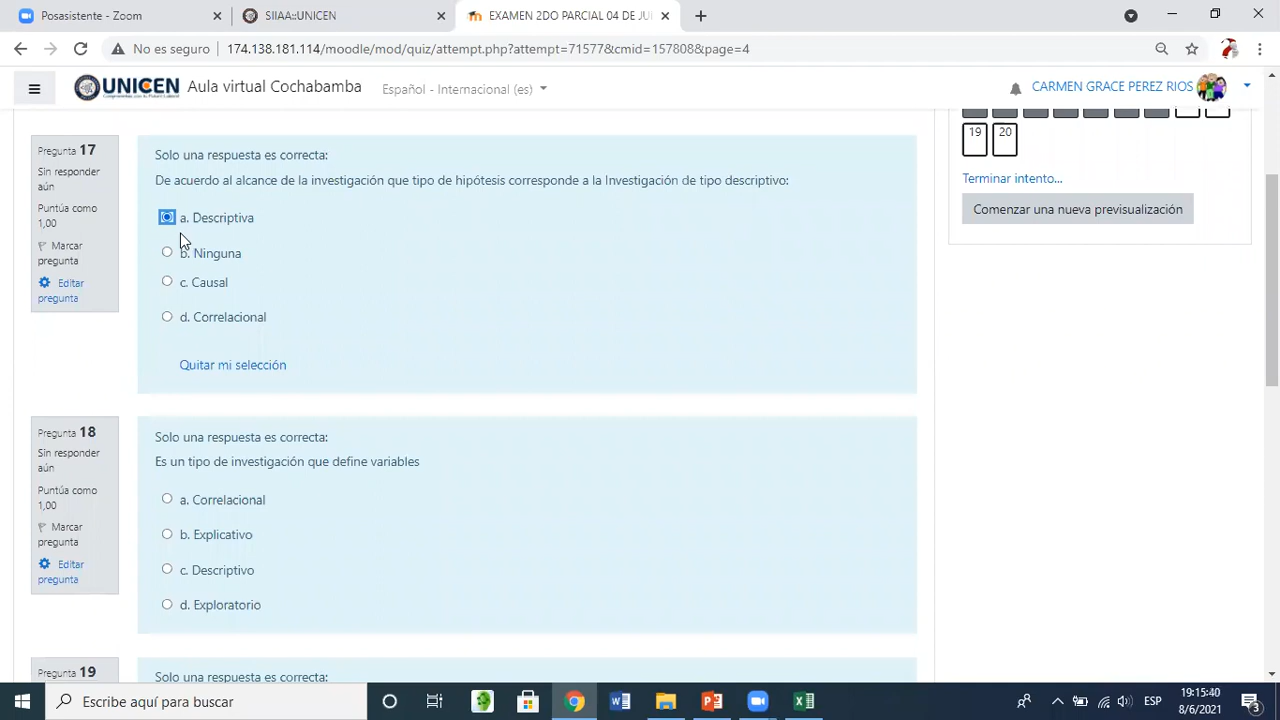 Posasistente - Zoom
SIIAA::UNICEN
EXAMEN 2DO PARCIAL 04 DE JU
No es seguro
174.138.181.114/moodle/mod/quiz/attempt.php?attempt=71577&cmid=157808&page=4
UNICEN
Aula virtual Cochabamba
Español - Internacional (es)
CARMEN GRACE PEREZ RIOS
19
20
Terminar intento...
Comenzar una nueva previsualización
Pregunta 17
Sin responder
aún
Puntúa como
1,00
Marcar
pregunta
Editar
pregunta
Solo una respuesta es correcta:
De acuerdo al alcance de la investigación que tipo de hipótesis corresponde a la Investigación de tipo descriptivo:
a. Descriptiva
b. Ninguna
c. Causal
d. Correlacional
Quitar mi selección
Pregunta 18
Sin responder
aún
Puntúa como
1,00
Marcar
pregunta
Editar
pregunta
Solo una respuesta es correcta:
Es un tipo de investigación que define variables
a. Correlacional
b. Explicativo
c. Descriptivo
d. Exploratorio
Pregunta 19
Solo una respuesta es correcta:
Escribe aquí para buscar
ESP
19:15:40
8/6/2021
3